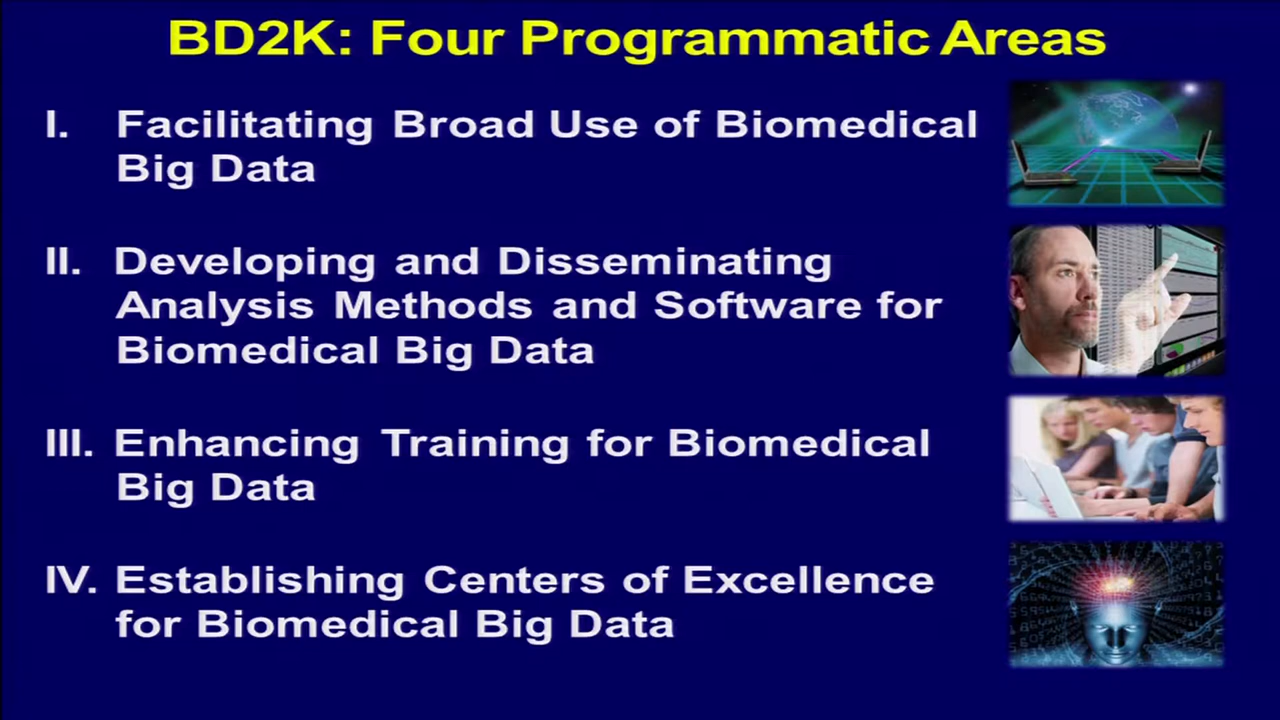 BD2K: Four Programmatic Areas
I. Facilitating Broad Use of Biomedical
Big Data
II. Developing and Disseminating
Analysis Methods and Software for
Biomedical Big Data
III. Enhancing Training for Biomedical
Big Data
IV. Establishing Centers of Excellence
for Biomedical Big Data